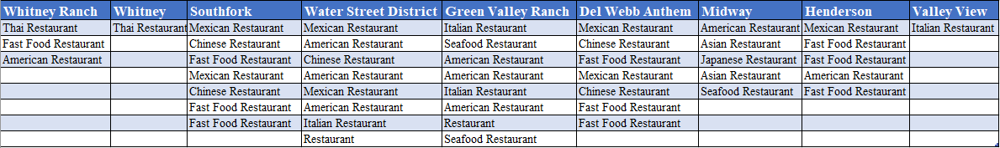 Whitney Ranch Whitney Southfork Water Street District Green Valley Ranch Del Webb Anthem Midway Henderson Valley View
Thai Restaurant Thai Restaurant Mexican Restaurant Mexican Restaurant Italian Restaurant Mexican Restaurant American Restaurant Mexican Restaurant Italian Restaurant
Fast Food Restaurant Chinese Restaurant American Restaurant Seafood Restaurant Chinese Restaurant Asian Restaurant Fast Food Restaurant
American Restaurant Fast Food Restaurant Chinese Restaurant American Restaurant Fast Food Restaurant Japanese Restaurant Fast Food Restaurant
Mexican Restaurant American Restaurant American Restaurant Mexican Restaurant Asian Restaurant American Restaurant
Chinese Restaurant Mexican Restaurant Italian Restaurant Chinese Restaurant Seafood Restaurant Fast Food Restaurant
Fast Food Restaurant American Restaurant American Restaurant Fast Food Restaurant
Fast Food Restaurant Italian Restaurant Restaurant Fast Food Restaurant
Restaurant Seafood Restaurant